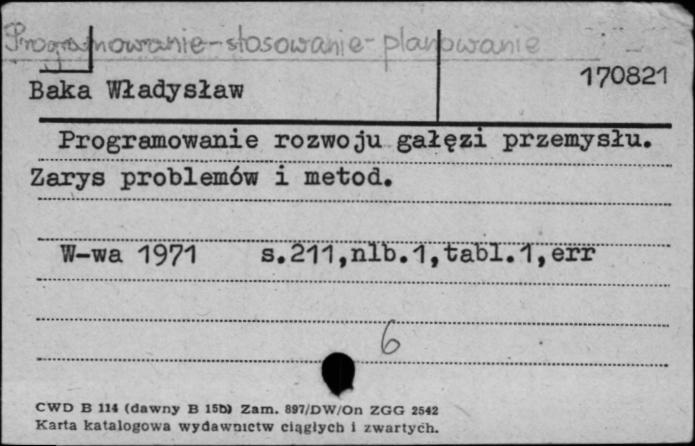 Programowanie - stosowanie - planowanie
170821
Baka Władysław
Programowanie rozwoju gałęzi przemysłu.
Zarys problemów i metod.
W-wa 1971 s.211,nlb.1,tabl.1,err
6
CWD B 114 (dawny B 15b) Zam. 897/DW/On ZGG 2542
Karta katalogowa wydawnictw ciągłych i zwartych.